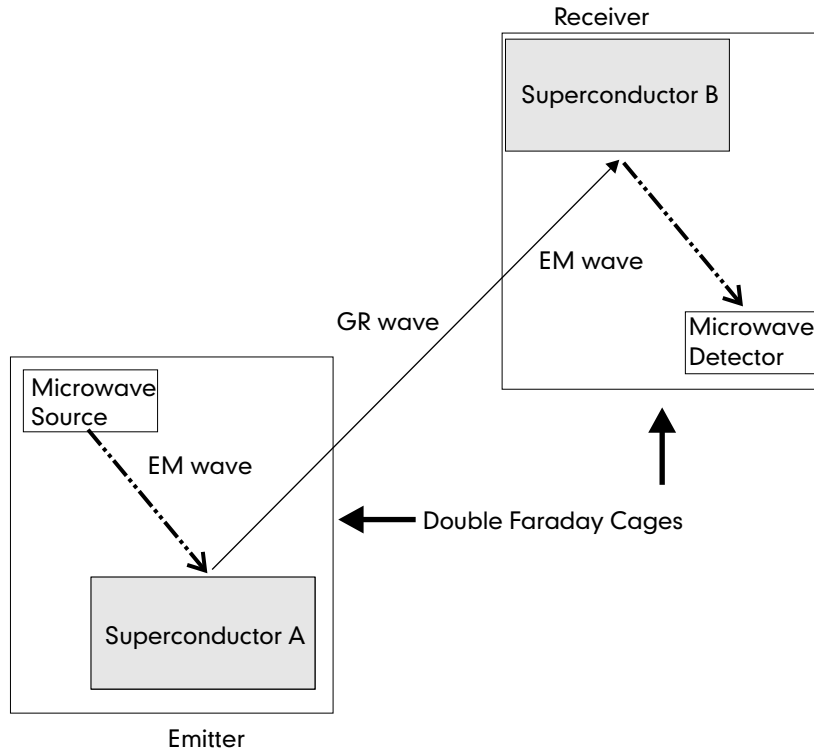 Receiver
Superconductor B
EM wave
GR wave
Microwave
Detector
Microwave
Source
EM wave
Double Faraday Cages
Superconductor A
Emitter